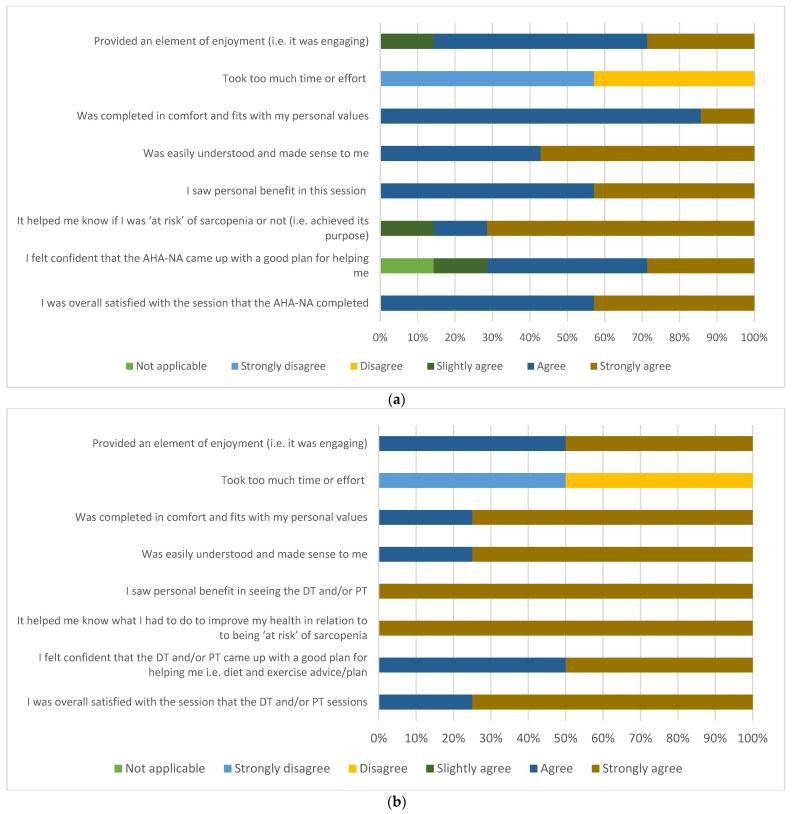 Provided an element of enjoyment (i.e. it was engaging)
Took too much time or effort
Was completed in comfort and fits with my personal values
Was easily understood and made sense to me
I saw personal benefit in this session
It helped me know if I was ‘at risk’ of sarcopenia or not (i.e. achieved its
purpose)
I felt confident that the AHA-NA came up with a good plan for helping
me
I was overall satisfied with the session that the AHA-NA completed
0% 10% 20% 30% 40% 50% 60% 70% 80% 90% 100%
Not applicable Strongly disagree Disagree Slightly agree Agree Strongly agree
(a)
Provided an element of enjoyment (i.e. it was engaging)
Took too much time or effort
Was completed in comfort and fits with my personal values
Was easily understood and made sense to me
I saw personal benefit in seeing the DT and/or PT
It helped me know what I had to do to improve my health in relation to
to being ‘at risk’ of sarcopenia
I felt confident that the DT and/or PT came up with a good plan for
helping me i.e. diet and exercise advice/plan
I was overall satisfied with the session that the DT and/or PT sessions
0% 10% 20% 30% 40% 50% 60% 70% 80% 90% 100%
Not applicable Strongly disagree Disagree Slightly agree Agree Strongly agree
(b)